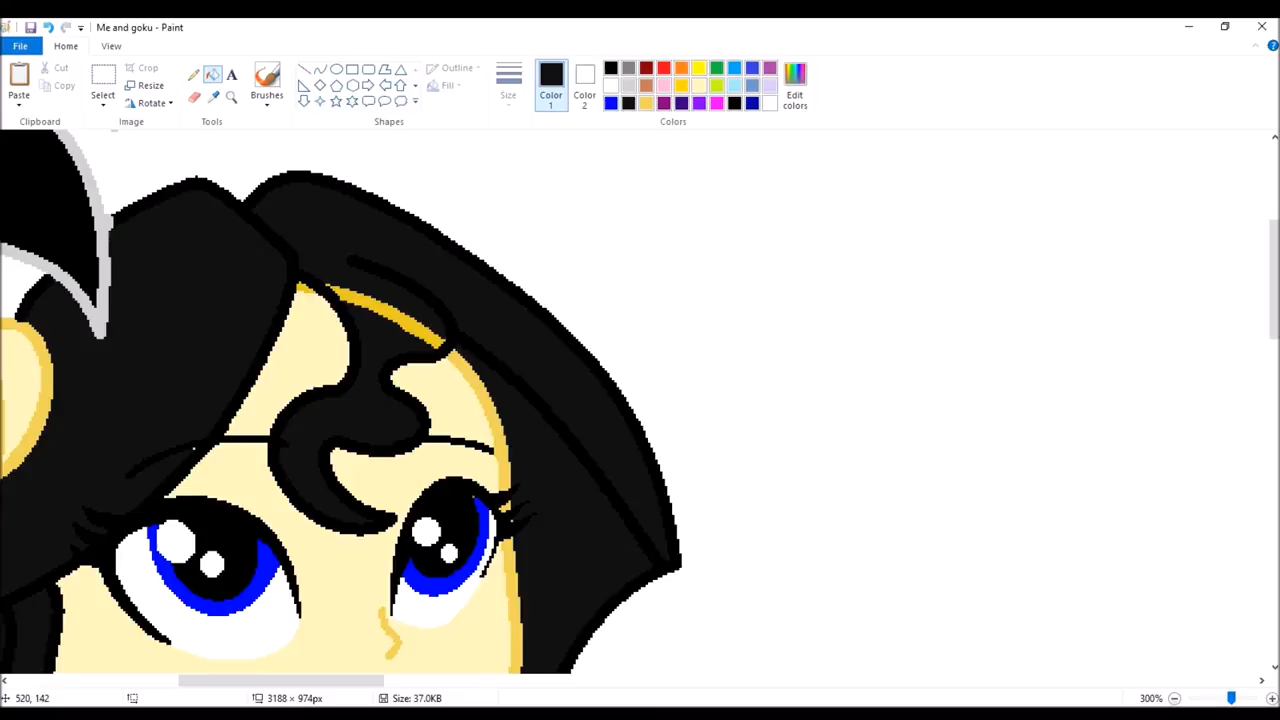 Me and goku - Paint
File Home View
Paste
Cut
Copy
Clipboard
Select
Crop
Resize
Rotate
Image
A
Tools
Brushes
Outline
Fill
Shapes
Size
Color
1
Color
2
Edit
colors
Colors
520, 142
3188 × 974px
Size: 37.0KB
300%